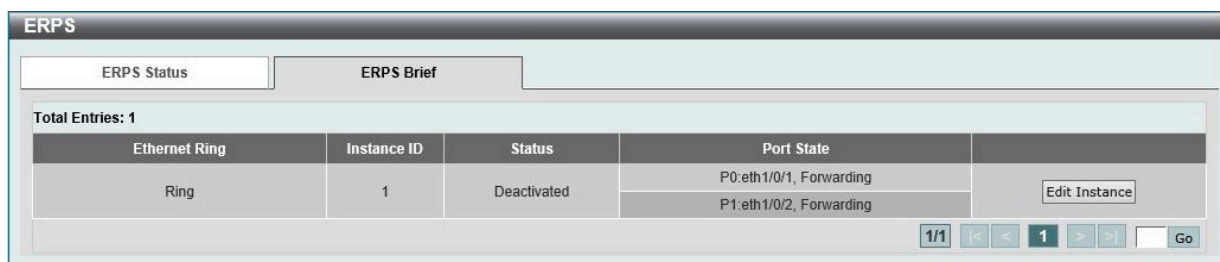 ERPS
ERPS Status ERPS Brief
Total Entries: 1
Ethernet Ring Instance ID Status Port State
Ring 1 Deactivated P0:eth1/0/1, Forwarding Edit Instance
P1:eth1/0/2, Forwarding
1/1 |< < 1 > >| Go